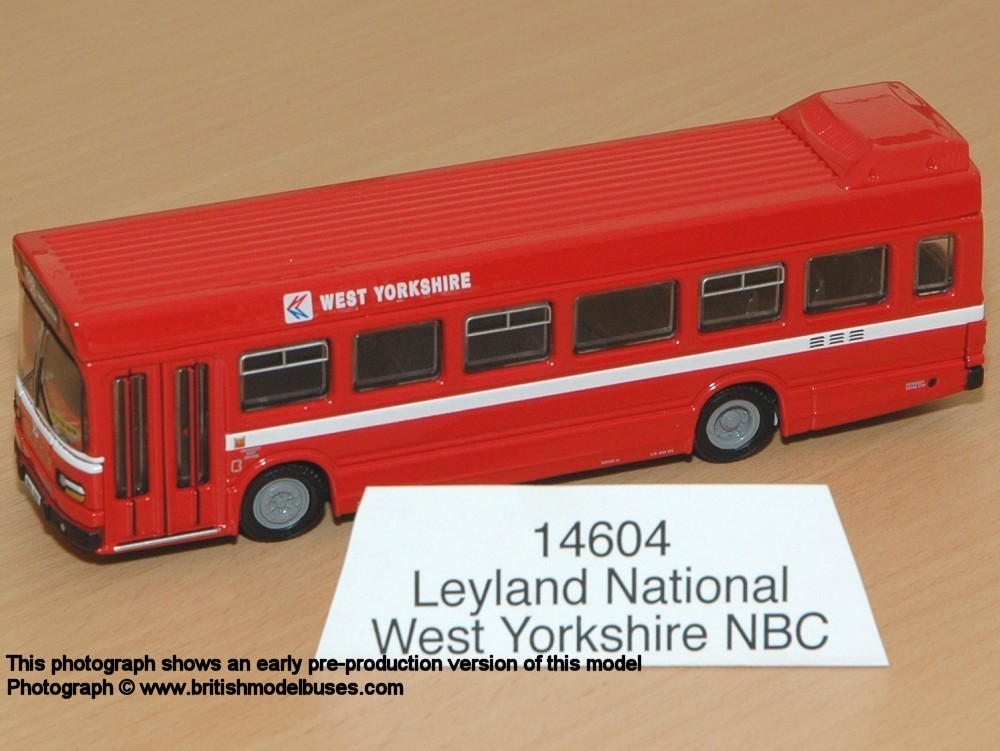 WEST YORKSHIRE
14604
Leyland National
West Yorkshire NBC
This photograph shows an early pre-production version of this model
Photograph © www.britishmodelbuses.com